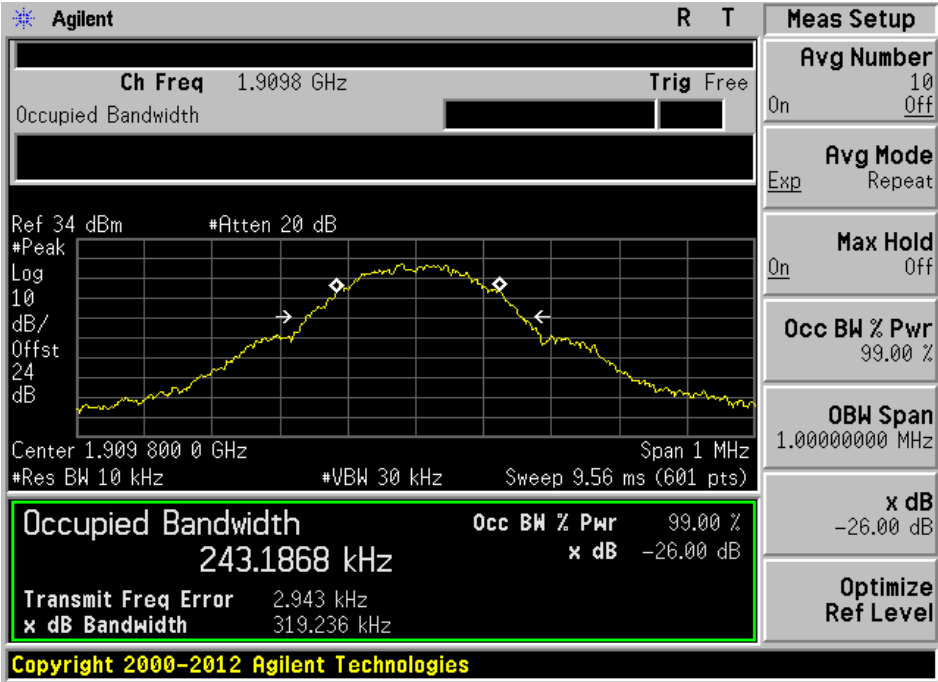 Agilent R T
Ch Freq 1.9098 GHz Trig Free
Occupied Bandwidth
Ref 34 dBm #Atten 20 dB
#Peak
Log
10
dB/
Offst
24
dB
Center 1.909 800 0 GHz Span 1 MHz
#Res BW 10 kHz #VBW 30 kHz Sweep 9.56 ms (601 pts)
Occupied Bandwidth Occ BW % Pwr 99.00 %
243.1868 kHz x dB -26.00 dB
Transmit Freq Error 2.943 kHz
x dB Bandwidth 319.236 kHz
Copyright 2000-2012 Agilent Technologies
Meas Setup
Avg Number
10
On Off
Avg Mode
Exp Repeat
Max Hold
On Off
Occ BW % Pwr
99.00 %
OBW Span
1.00000000 MHz
x dB
-26.00 dB
Optimize
Ref Level